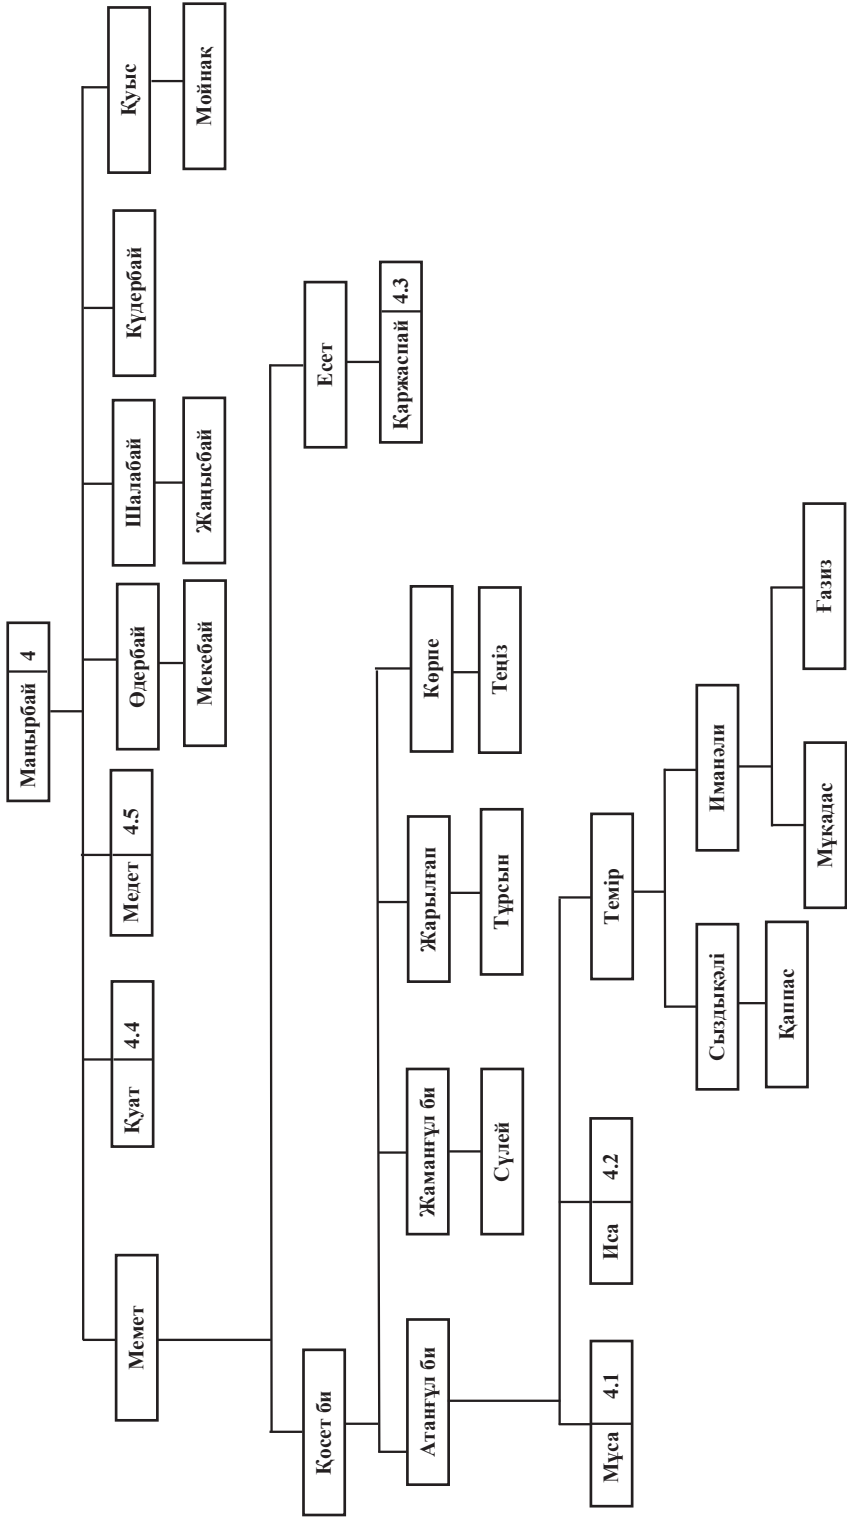 Маңырбай 4
Мемет
Қуат 4.4
Медет 4.5
Өдербай
Шалабай
Күдербай
Қуыс
Мекебай
Жаңысбай
Мойнақ
Қосет би
Есет
Қаржаспай 4.3
Атанғұл би
Жаманғұл би
Жарылғап
Көрпе
Сүлей
Тұрсын
Теңіз
Мұса 4.1
Иса 4.2
Темір
Сыздықәлі
Иманәли
Қаппас
Мұқадас
Ғазиз